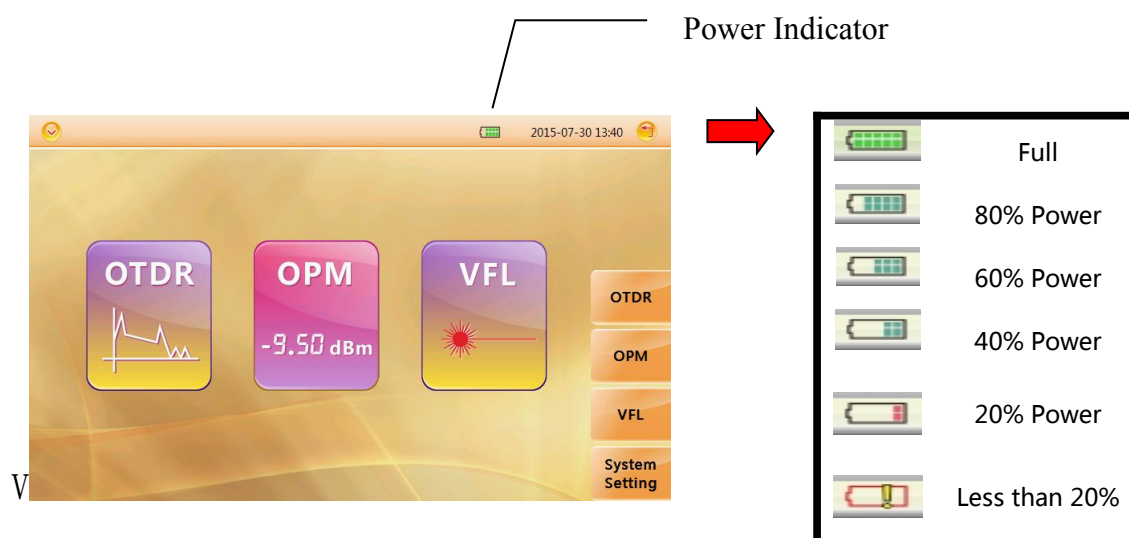 Power Indicator
2015-07-30 13:40
OTDR
OPM
-9.50 dBm
VFL
OTDR
OPM
VFL
System
Setting
V
Full
80% Power
60% Power
40% Power
20% Power
Less than 20%